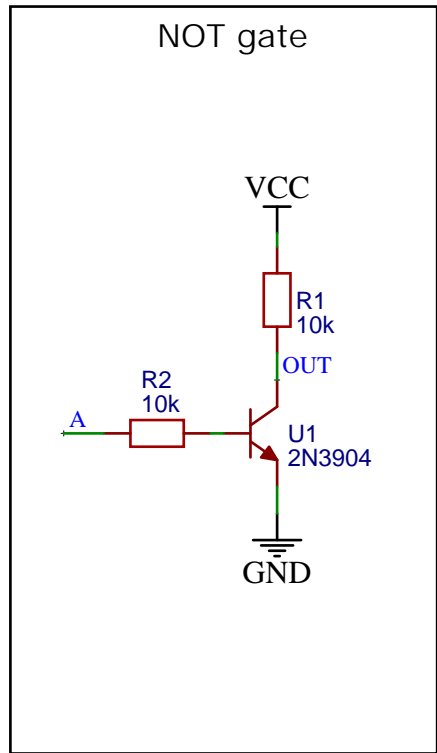 NOT gate
VCC
R1
10k
OUT
R2
10k
A
U1
2N3904
GND